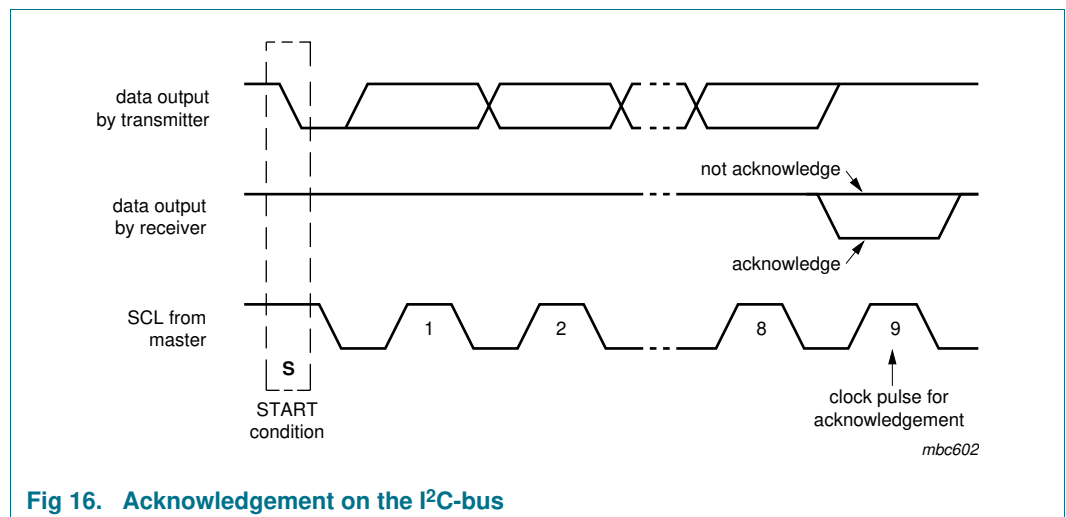 data output
by transmitter
not acknowledge
data output
by receiver
acknowledge
SCL from
master
1
2
8
9
S
START
condition
clock pulse for
acknowledgement
mbc602
Fig 16. Acknowledgement on the I²C-bus